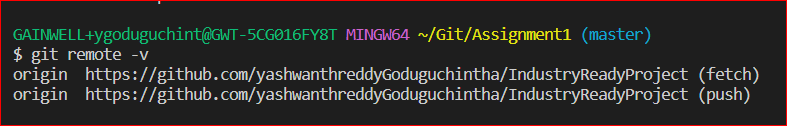 GAINWELL+ygoduguchint@GWT-5CG016FY8T MINGW64 ~/Git/Assignment1 (master)
$ git remote -v
origin  https://github.com/yashwanthreddyGoduguchintha/IndustryReadyProject (fetch)
origin  https://github.com/yashwanthreddyGoduguchintha/IndustryReadyProject (push)